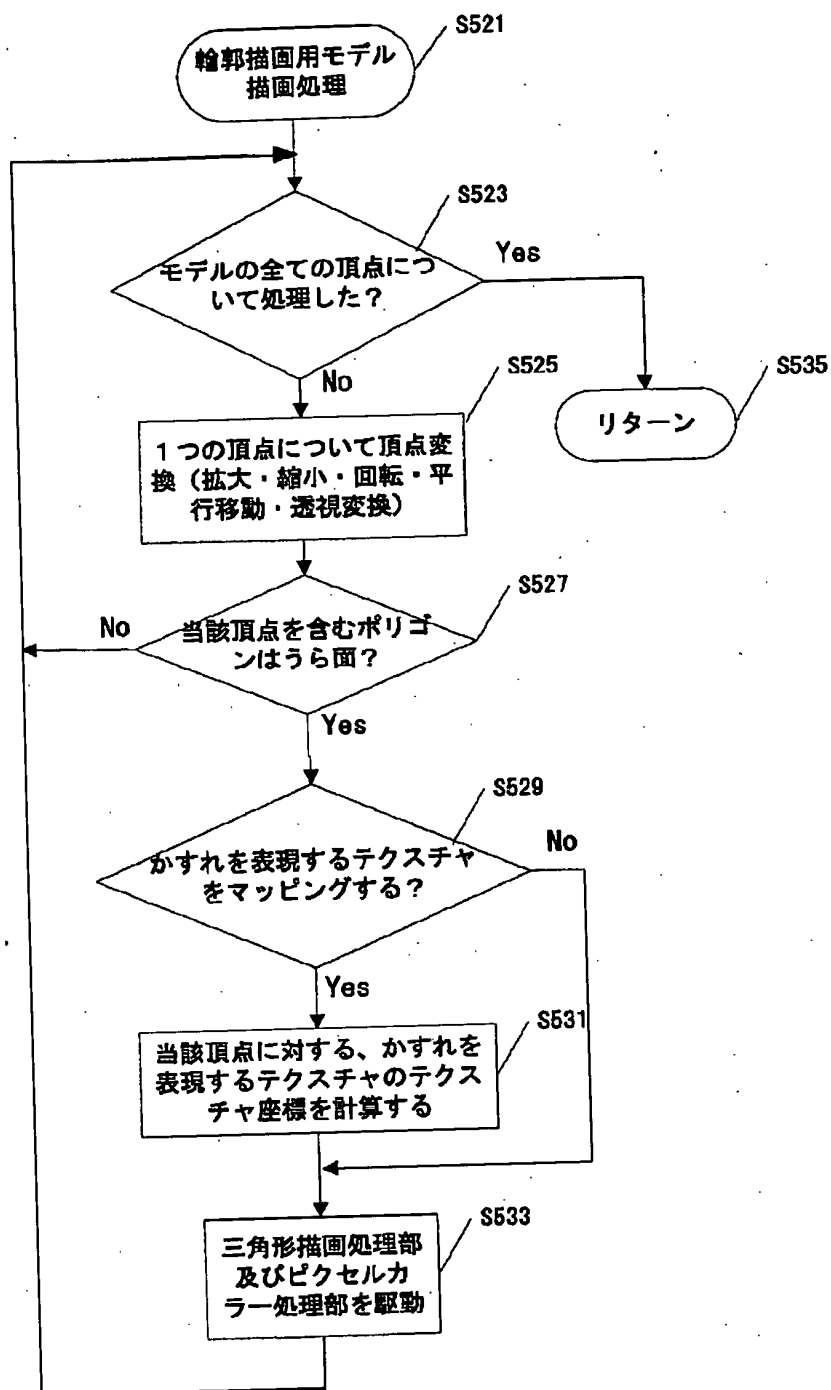 S521
輪郭描画用モデル
描画処理
S523
モデルの全ての頂点につ
いて処理した?
Yes
No
S525
1つの頂点について頂点変
換(拡大・縮小・回転・平
行移動・透視変換)
S535
リターン
S527
当該頂点を含むポリゴ
ンはうら面?
No
Yes
S529
かすれを表現するテクスチャ
をマッピングする?
No
Yes
S531
当該頂点に対する、かすれを
表現するテクスチャのテクス
チャ座標を計算する
S533
三角形描画処理部
及びピクセルカ
ラー処理部を駆動